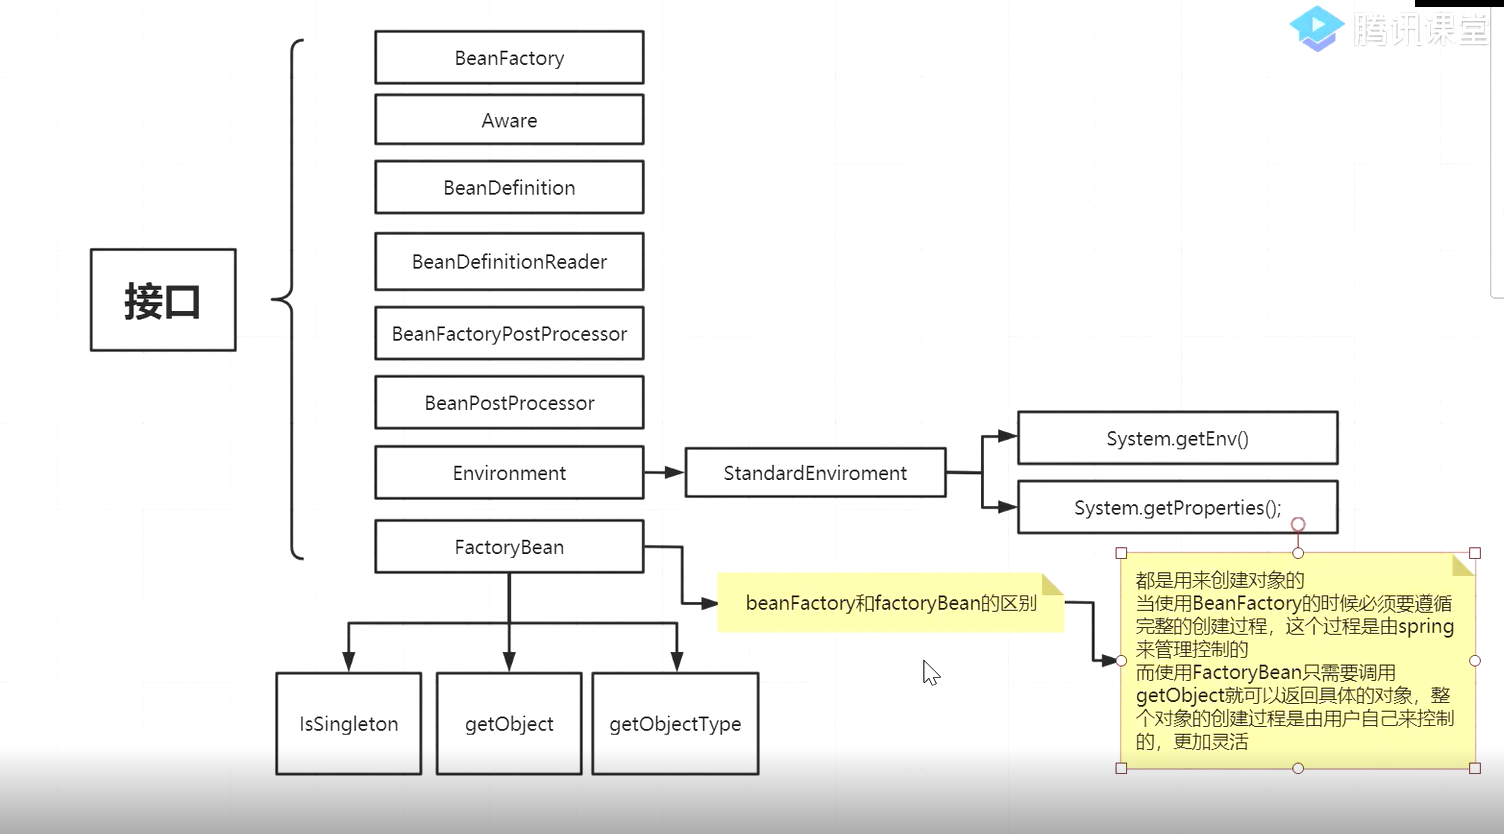 腾讯课堂
BeanFactory
Aware
BeanDefinition
BeanDefinitionReader
接口
BeanFactoryPostProcessor
BeanPostProcessor
Environment
StandardEnviroment
System.getEnv()
System.getProperties();
FactoryBean
beanFactory和factoryBean的区别
都是用来创建对象的
当使用BeanFactory的时候必须要遵循
完整的创建过程，这个过程是由spring
来管理控制的
而使用FactoryBean只需要调用
getObject就可以返回具体的对象，整
个对象的创建过程是由用户自己来控制
的，更加灵活
IsSingleton
getObject
getObjectType